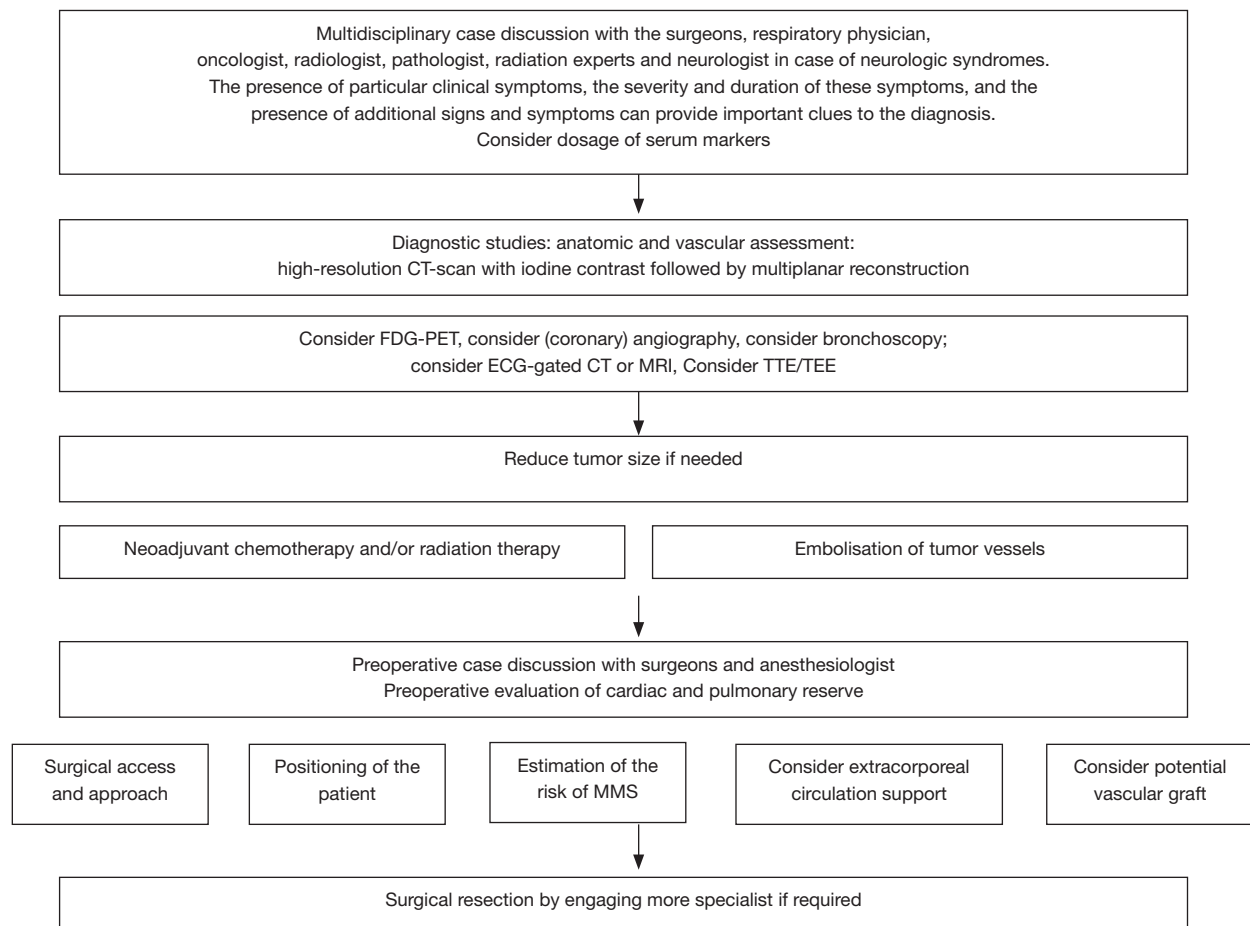 Multidisciplinary case discussion with the surgeons, respiratory physician,
oncologist, radiologist, pathologist, radiation experts and neurologist in case of neurologic syndromes.
The presence of particular clinical symptoms, the severity and duration of these symptoms, and the
presence of additional signs and symptoms can provide important clues to the diagnosis.
Consider dosage of serum markers
Diagnostic studies: anatomic and vascular assessment:
high-resolution CT-scan with iodine contrast followed by multiplanar reconstruction
Consider FDG-PET, consider (coronary) angiography, consider bronchoscopy;
consider ECG-gated CT or MRI, Consider TTE/TEE
Reduce tumor size if needed
Neoadjuvant chemotherapy and/or radiation therapy
Embolisation of tumor vessels
Preoperative case discussion with surgeons and anesthesiologist
Preoperative evaluation of cardiac and pulmonary reserve
Surgical access
and approach
Positioning of the
patient
Estimation of the
risk of MMS
Consider extracorporeal
circulation support
Consider potential
vascular graft
Surgical resection by engaging more specialist if required